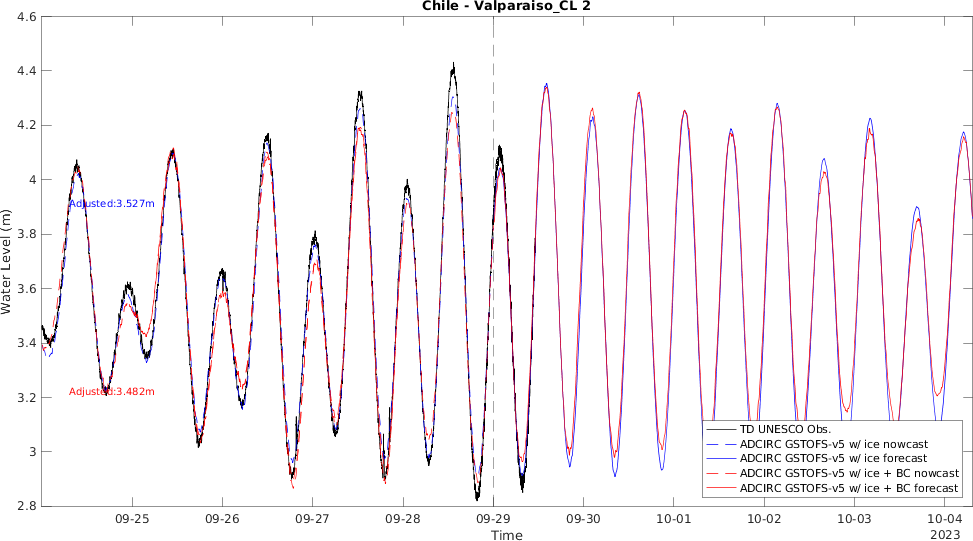 Chile - Valparaiso_CL 2
4.6
4.4
4.2
4
3.8
3.6
3.4
3.2
3
2.8
Water Level (m)
Adjusted:3.527m
Adjusted:3.482m
TD UNESCO Obs.
ADCIRC GSTOFS-v5 w/ ice nowcast
ADCIRC GSTOFS-v5 w/ ice forecast
ADCIRC GSTOFS-v5 w/ ice + BC nowcast
ADCIRC GSTOFS-v5 w/ ice + BC forecast
09-25 09-26 09-27 09-28 09-29 09-30 10-01 10-02 10-03 10-04
Time
2023